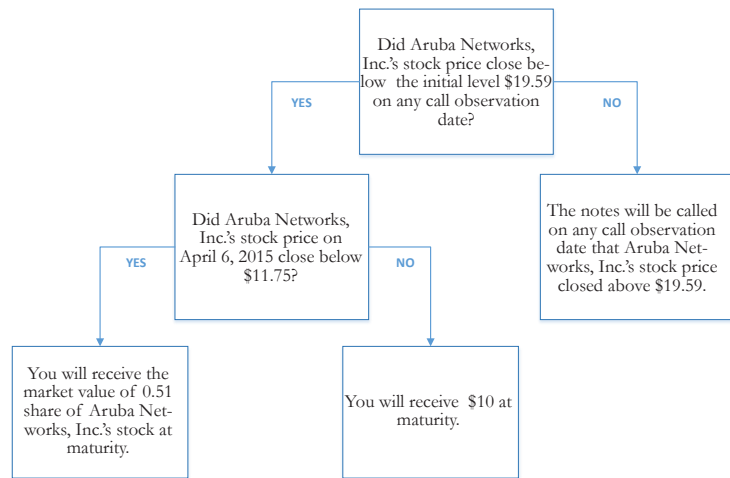 Did Aruba Networks,
Inc.'s stock price close be-
low the initial level $19.59
on any call observation
date?
YES
NO
Did Aruba Networks,
Inc.'s stock price on
April 6, 2015 close below
$11.75?
The notes will be called
on any call observation
date that Aruba Net-
works, Inc.'s stock price
closed above $19.59.
YES
NO
You will receive the
market value of 0.51
share of Aruba Net-
works, Inc.'s stock at
maturity.
You will receive $10 at
maturity.